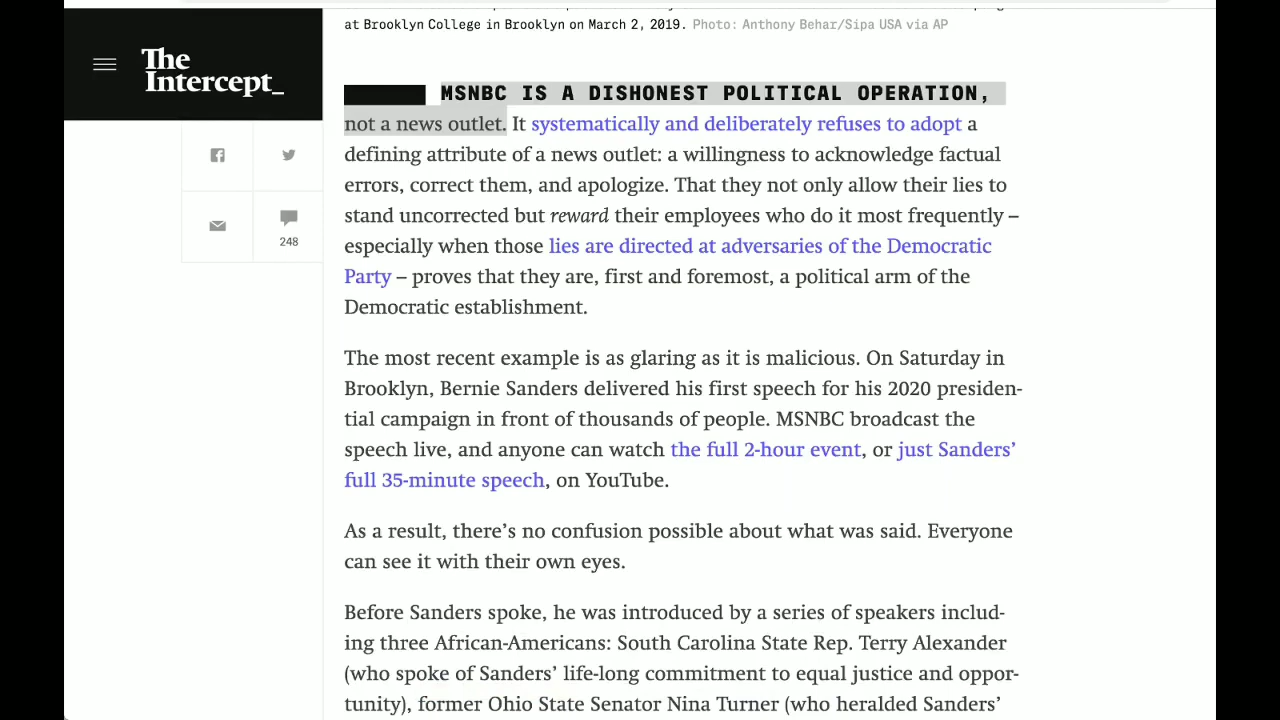 at Brooklyn College in Brooklyn on March 2, 2019. Photo: Anthony Behar/Sipa USA via AP
The
Intercept_
248
MSNBC IS A DISHONEST POLITICAL OPERATION,
not a news outlet. It systematically and deliberately refuses to adopt a
defining attribute of a news outlet: a willingness to acknowledge factual
errors, correct them, and apologize. That they not only allow their lies to
stand uncorrected but reward their employees who do it most frequently –
especially when those lies are directed at adversaries of the Democratic
Party – proves that they are, first and foremost, a political arm of the
Democratic establishment.
The most recent example is as glaring as it is malicious. On Saturday in
Brooklyn, Bernie Sanders delivered his first speech for his 2020 presiden-
tial campaign in front of thousands of people. MSNBC broadcast the
speech live, and anyone can watch the full 2-hour event, or just Sanders’
full 35-minute speech, on YouTube.
As a result, there’s no confusion possible about what was said. Everyone
can see it with their own eyes.
Before Sanders spoke, he was introduced by a series of speakers includ-
ing three African-Americans: South Carolina State Rep. Terry Alexander
(who spoke of Sanders’ life-long commitment to equal justice and oppor-
tunity), former Ohio State Senator Nina Turner (who heralded Sanders’